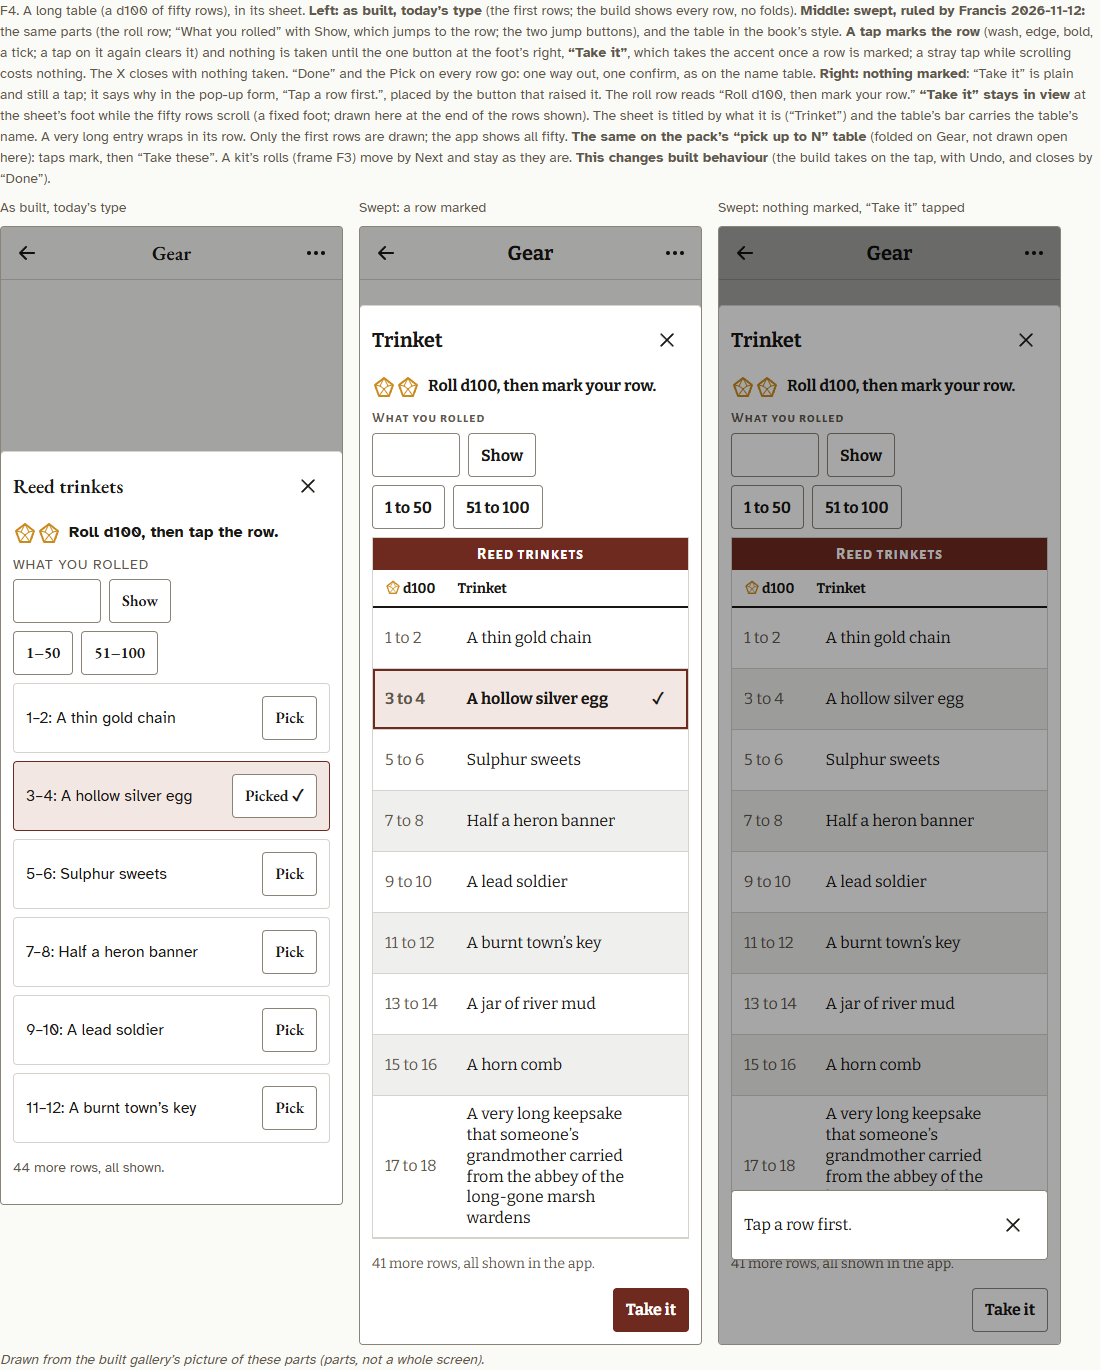 F4. A long table (a d100 of fifty rows), in its sheet. Left: as built, today's type (the first rows; the build shows every row, no folds). Middle: swept, ruled by Francis 2026-11-12:
the same parts (the roll row; “What you rolled” with Show, which jumps to the row; the two jump buttons), and the table in the book's style. A tap marks the row (wash, edge, bold,
a tick; a tap on it again clears it) and nothing is taken until the one button at the foot's right, “Take it”, which takes the accent once a row is marked; a stray tap while scrolling
costs nothing. The X closes with nothing taken. “Done” and the Pick on every row go: one way out, one confirm, as on the name table. Right: nothing marked: “Take it” is plain
and still a tap; it says why in the pop-up form, “Tap a row first.”, placed by the button that raised it. The roll row reads “Roll d100, then mark your row.” “Take it” stays in view at
the sheet's foot while the fifty rows scroll (a fixed foot; drawn here at the end of the rows shown). The sheet is titled by what it is (“Trinket”) and the table's bar carries the table's
name. A very long entry wraps in its row. Only the first rows are drawn; the app shows all fifty. The same on the pack's “pick up to N” table (folded on Gear, not drawn open
here): taps mark, then “Take these”. A kit's rolls (frame F3) move by Next and stay as they are. This changes built behaviour (the build takes on the tap, with Undo, and closes by
“Done”).
As built, today's type
Gear
Reed trinkets
Roll d100, then tap the row.
WHAT YOU ROLLED
Show
1–50
51–100
1–2: A thin gold chain
Pick
3–4: A hollow silver egg
Picked ✓
5–6: Sulphur sweets
Pick
7–8: Half a heron banner
Pick
9–10: A lead soldier
Pick
11–12: A burnt town's key
Pick
44 more rows, all shown.
Swept: a row marked
Gear
Trinket
Roll d100, then mark your row.
WHAT YOU ROLLED
Show
1 to 50
51 to 100
REED TRINKETS
d100 Trinket
1 to 2 A thin gold chain
3 to 4 A hollow silver egg ✓
5 to 6 Sulphur sweets
7 to 8 Half a heron banner
9 to 10 A lead soldier
11 to 12 A burnt town's key
13 to 14 A jar of river mud
15 to 16 A horn comb
17 to 18 A very long keepsake
that someone's
grandmother carried
from the abbey of the
long-gone marsh
wardens
41 more rows, all shown in the app.
Take it
Swept: nothing marked, “Take it” tapped
Gear
Trinket
Roll d100, then mark your row.
WHAT YOU ROLLED
Show
1 to 50
51 to 100
REED TRINKETS
d100 Trinket
1 to 2 A thin gold chain
3 to 4 A hollow silver egg
5 to 6 Sulphur sweets
7 to 8 Half a heron banner
9 to 10 A lead soldier
11 to 12 A burnt town's key
13 to 14 A jar of river mud
15 to 16 A horn comb
17 to 18 A very long keepsake
that someone's
grandmother carried
from the abbey of the
Tap a row first.
41 more rows, all shown in the app.
Take it
Drawn from the built gallery's picture of these parts (parts, not a whole screen).